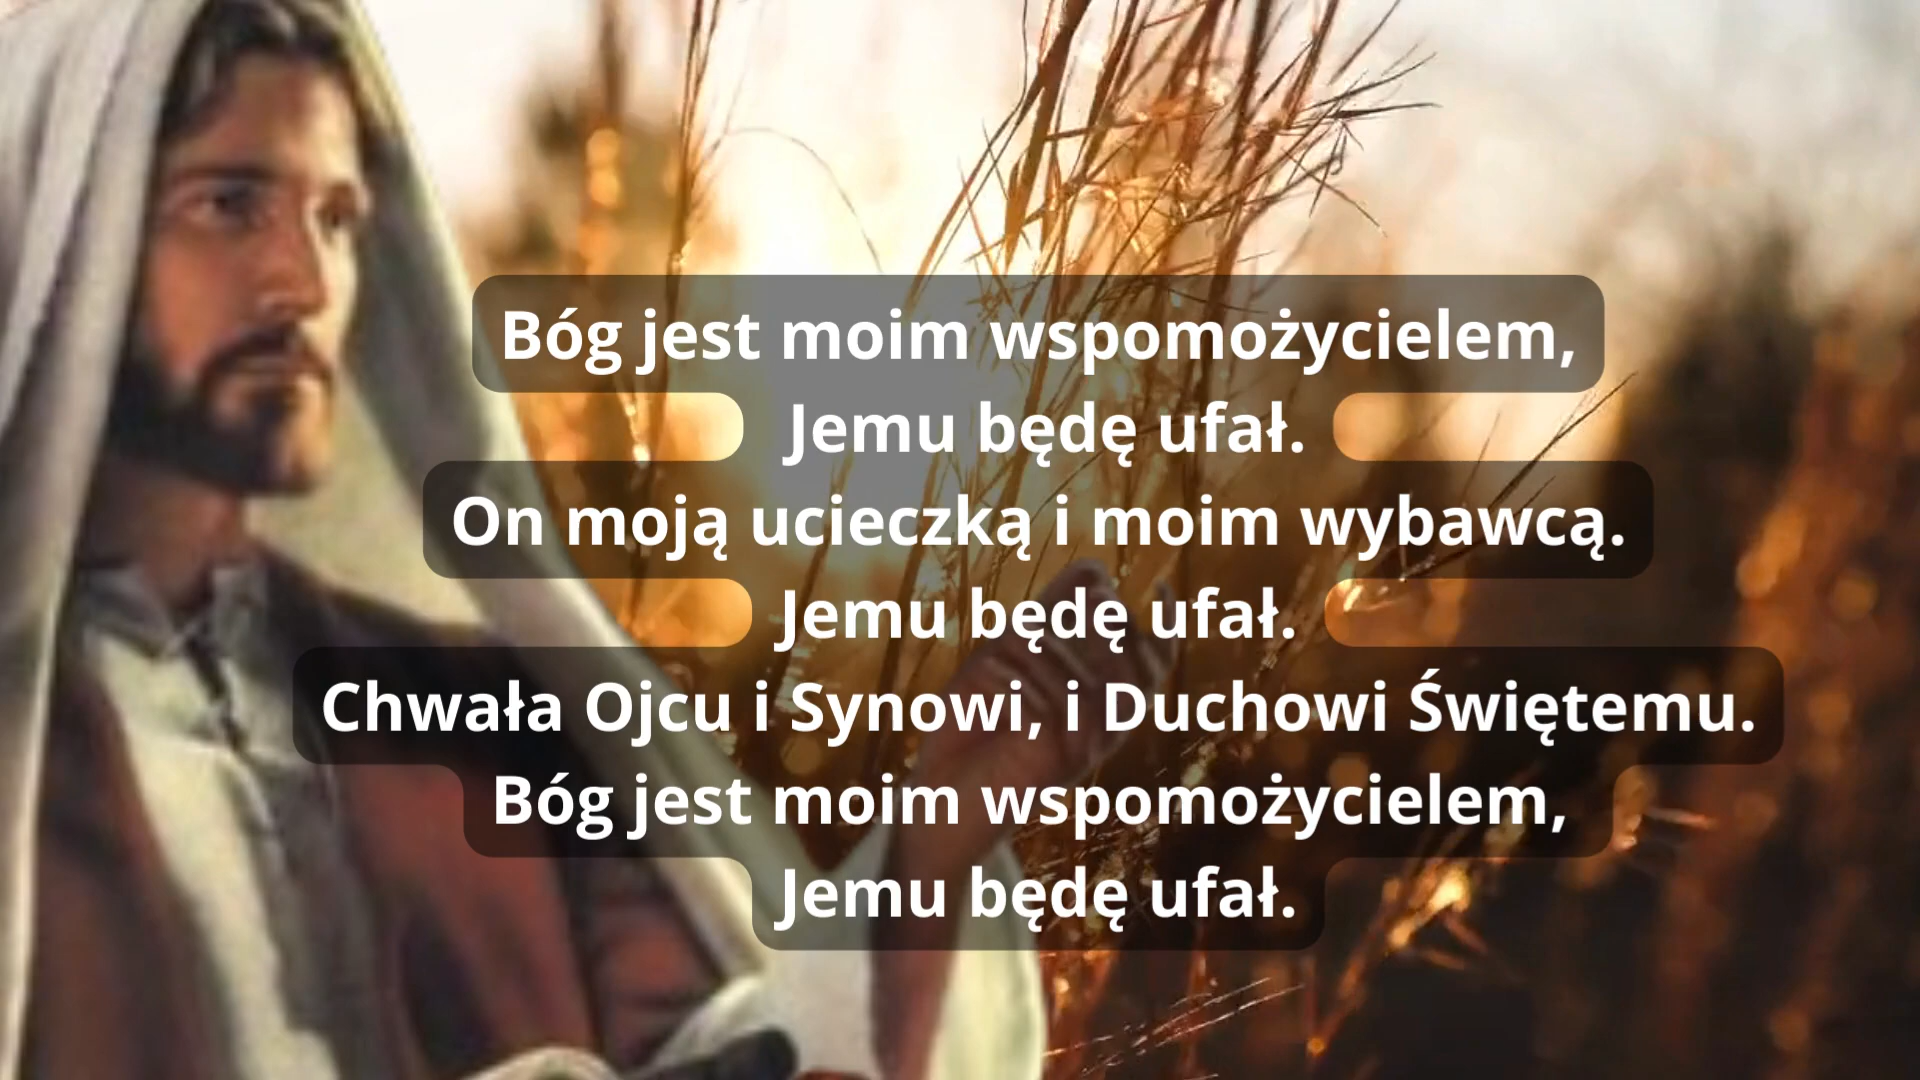 Bóg jest moim wspomożycielem,
Jemu będę ufał.
On moją ucieczką i moim wybawcą.
Jemu będę ufał.
Chwała Ojcu i Synowi, i Duchowi Świętemu.
Bóg jest moim wspomożycielem,
Jemu będę ufał.